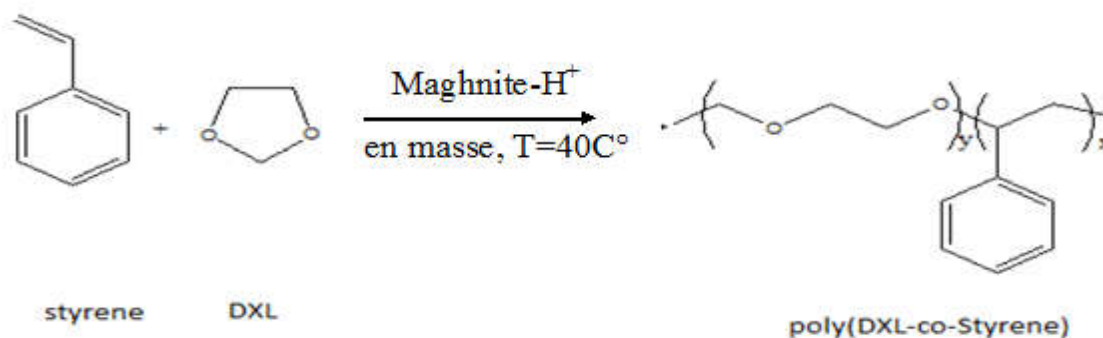 Maghnite-H⁺
en masse, T=40C°
+
O
O
O
O
y
x
styrene
DXL
poly(DXL-co-Styrene)